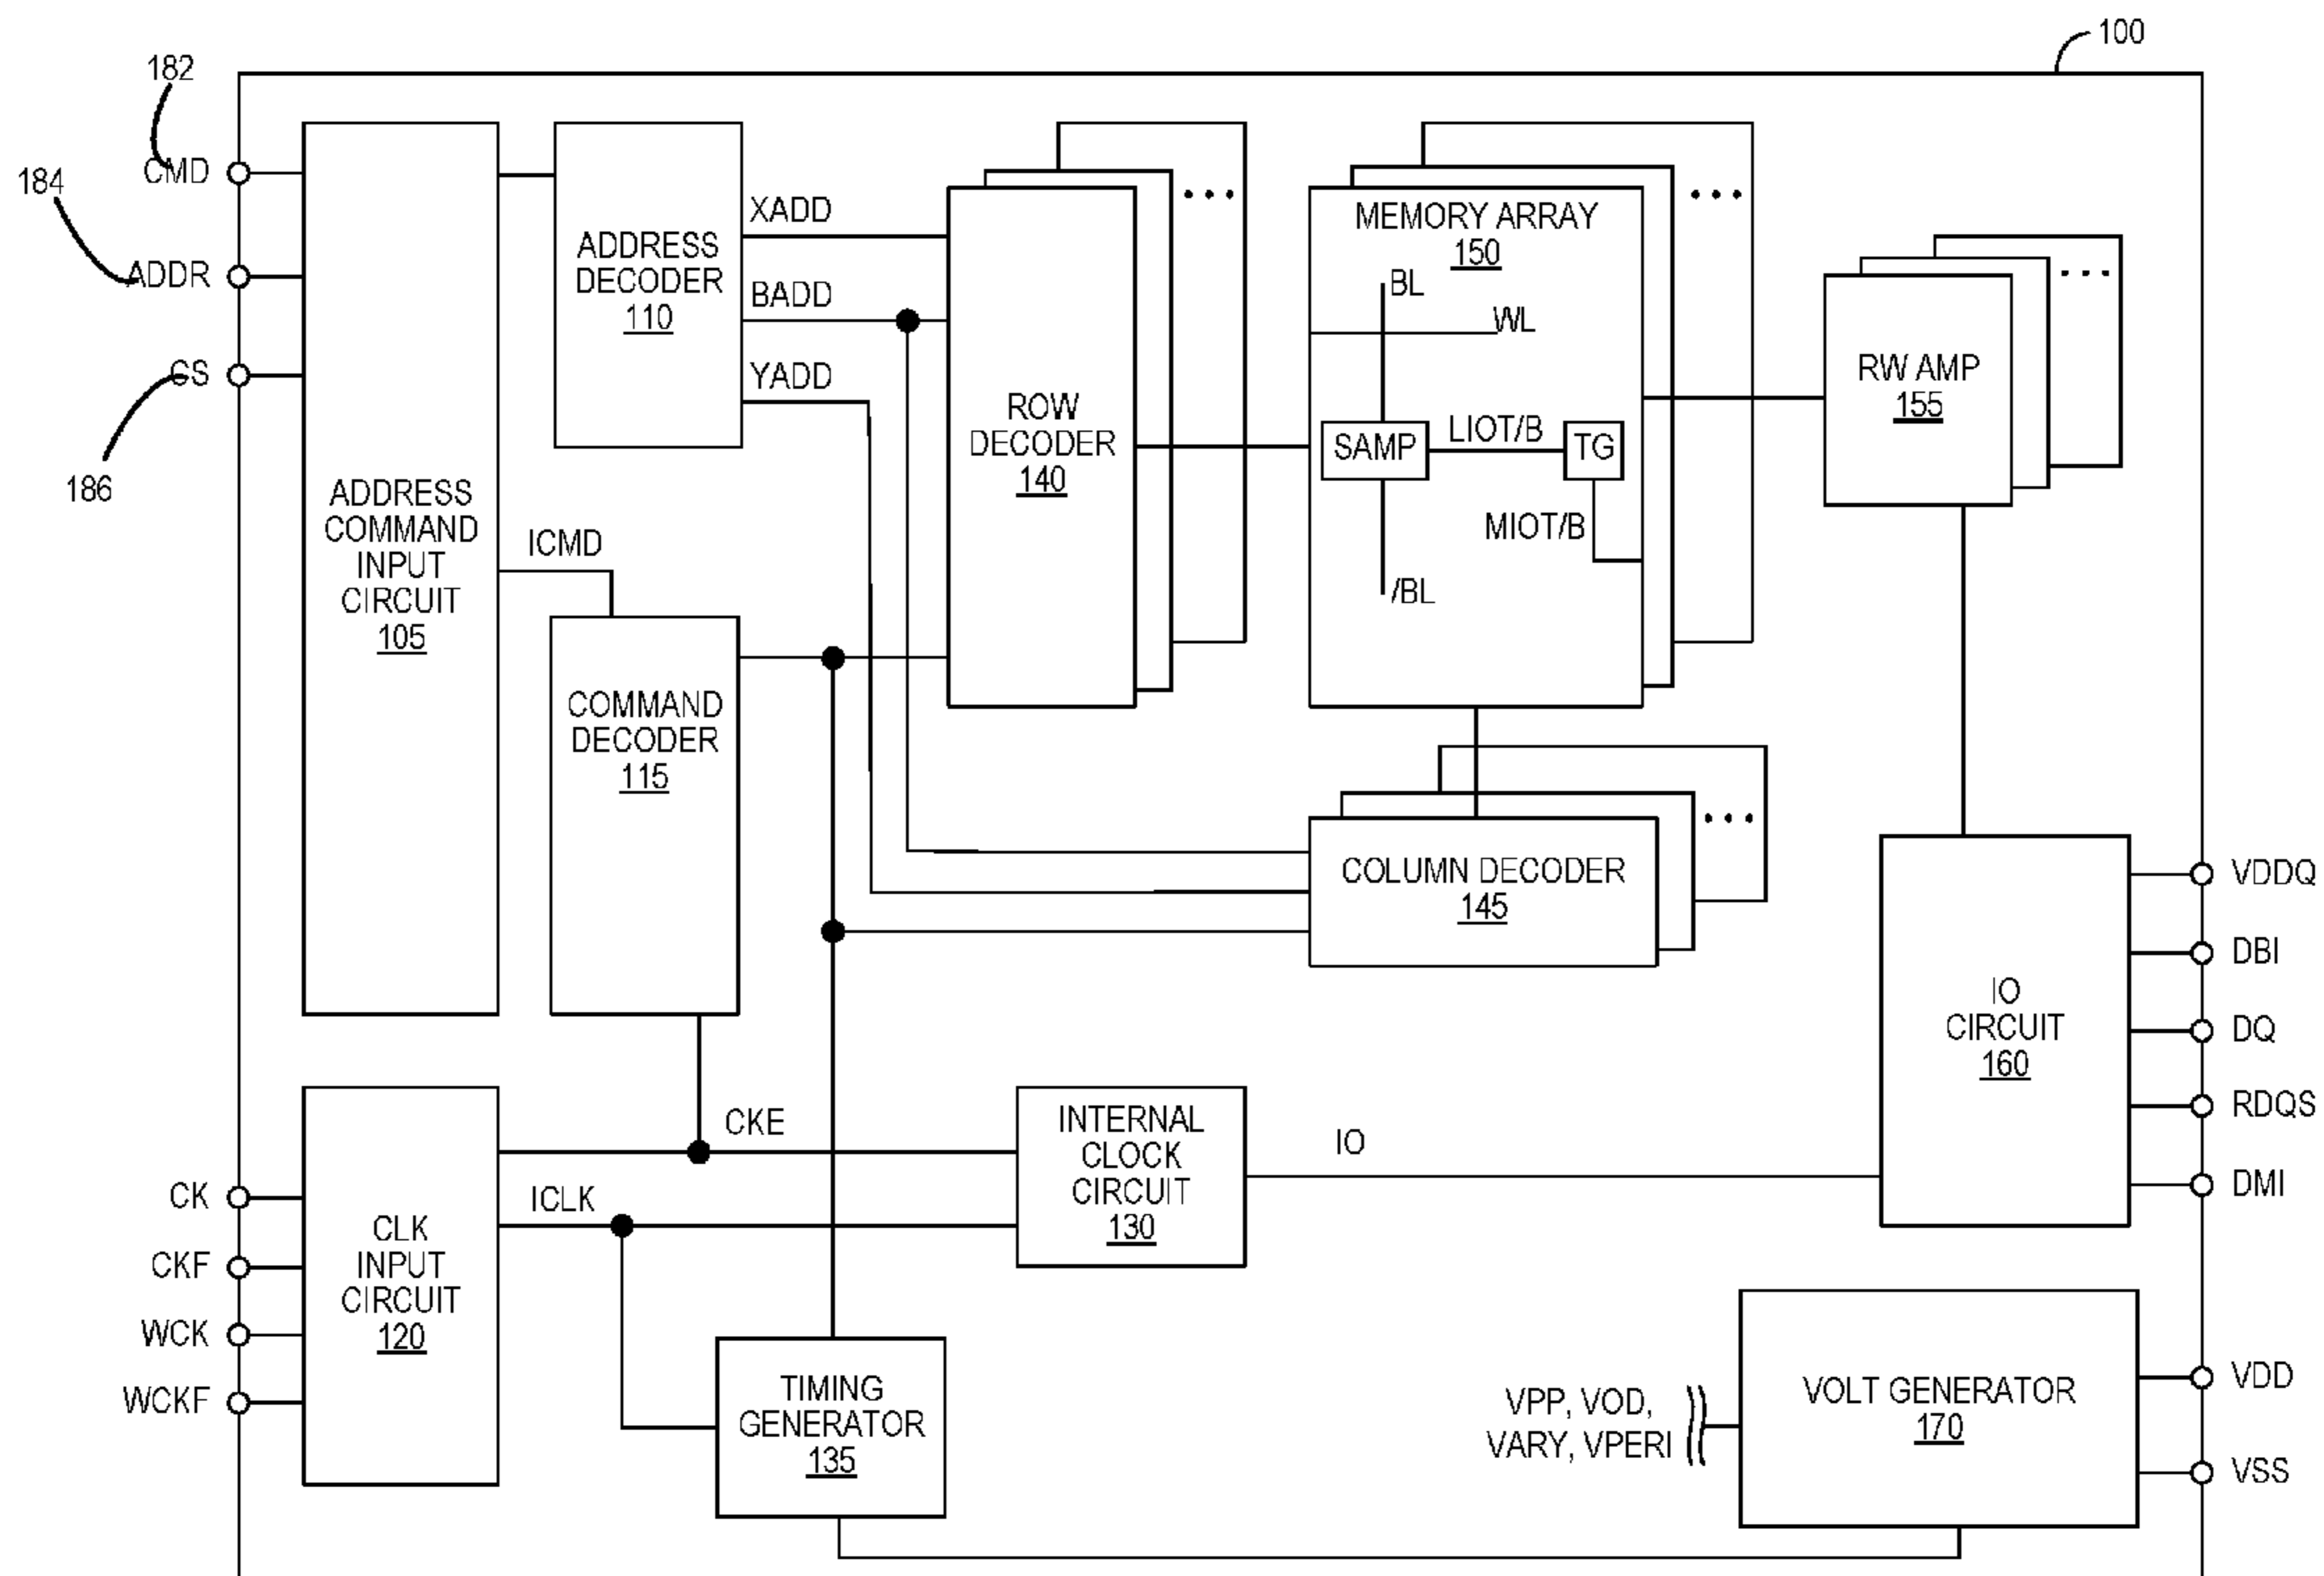 100
182
CMD
184
ADDR
CS
186
ADDRESS
COMMAND
INPUT
CIRCUIT
105
ADDRESS
DECODER
110
XADD
BADD
YADD
ICMD
COMMAND
DECODER
115
ROW
DECODER
140
• • •
MEMORY ARRAY
150
BL
WL
SAMP
LIOT/B
TG
MIOT/B
/BL
• • •
RW AMP
155
• • •
COLUMN DECODER
145
• • •
IO
CIRCUIT
160
VDDQ
DBI
DQ
RDQS
DMI
CKE
ICLK
INTERNAL
CLOCK
CIRCUIT
130
IO
CK
CKF
WCK
WCKF
CLK
INPUT
CIRCUIT
120
TIMING
GENERATOR
135
VPP, VOD,
VARY, VPERI
VOLT GENERATOR
170
VDD
VSS